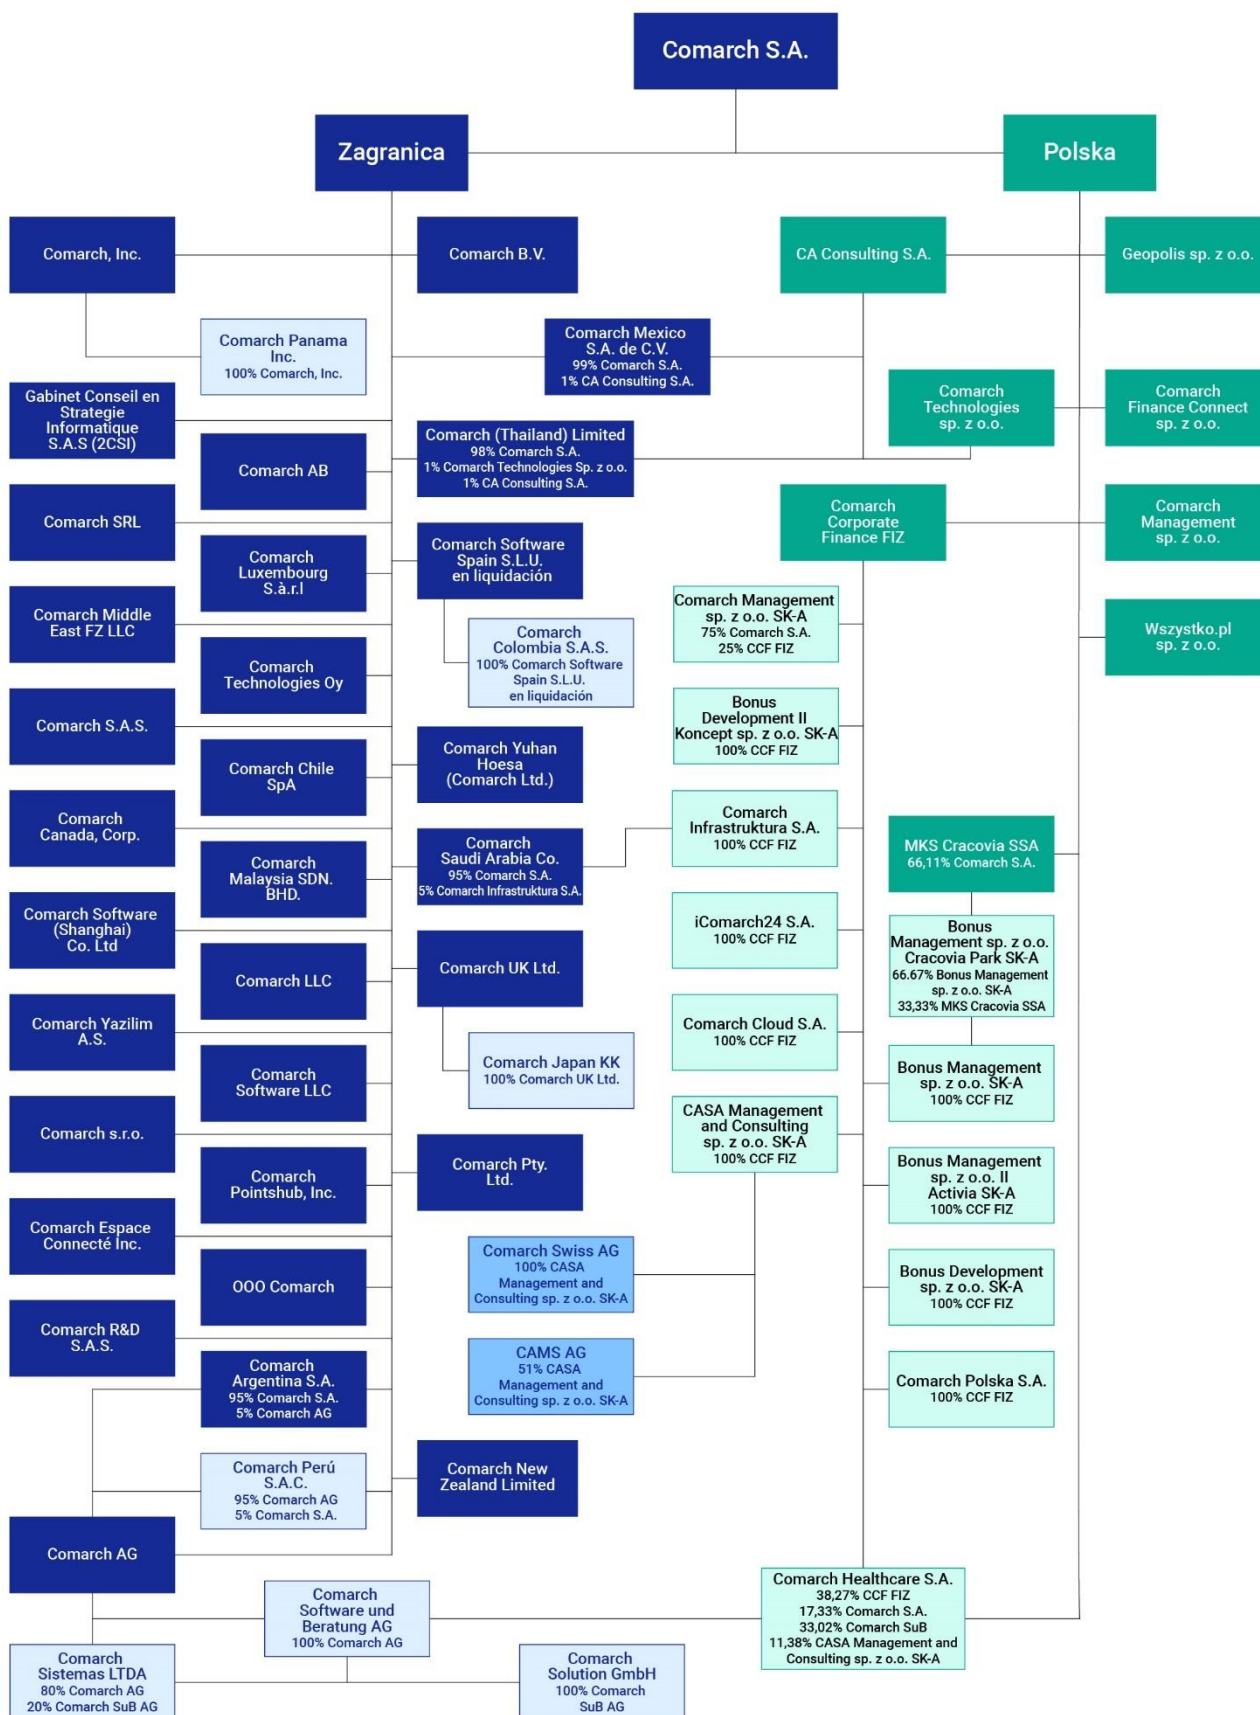 Comarch S.A.
Zagranica
Polska
Comarch, Inc.
Comarch B.V.
CA Consulting S.A.
Geopolis sp. z o.o.
Comarch Panama
Inc.
100% Comarch, Inc.
Comarch Mexico
S.A. de C.V.
99% Comarch S.A.
1% CA Consulting S.A.
Gabinet Conseil en
Strategie
Informatique
S.A.S (2CSI)
Comarch
Technologies
sp. z o.o.
Comarch
Finance Connect
sp. z o.o.
Comarch AB
Comarch (Thailand) Limited
98% Comarch S.A.
1% Comarch Technologies Sp. z o.o.
1% CA Consulting S.A.
Comarch SRL
Comarch
Corporate
Finance FIZ
Comarch
Management
sp. z o.o.
Comarch
Luxembourg
S.à.r.l
Comarch Software
Spain S.L.U.
en liquidación
Comarch Middle
East FZ LLC
Comarch Management
sp. z o.o. SK-A
75% Comarch S.A.
25% CCF FIZ
Wszystko.pl
sp. z o.o.
Comarch
Technologies Oy
Comarch
Colombia S.A.S.
100% Comarch Software
Spain S.L.U.
en liquidación
Comarch S.A.S.
Bonus
Development II
Koncept sp. z o.o. SK-A
100% CCF FIZ
Comarch Chile
SpA
Comarch Yuhan
Hoesa
(Comarch Ltd.)
Comarch
Canada, Corp.
Comarch
Infrastruktura S.A.
100% CCF FIZ
MKS Cracovia SSA
66,11% Comarch S.A.
Comarch
Malaysia SDN.
BHD.
Comarch
Saudi Arabia Co.
95% Comarch S.A.
5% Comarch Infrastruktura S.A.
Comarch Software
(Shanghai)
Co. Ltd
iComarch24 S.A.
100% CCF FIZ
Bonus
Management sp. z o.o.
Cracovia Park SK-A
66.67% Bonus Management
sp. z o.o. SK-A
33,33% MKS Cracovia SSA
Comarch LLC
Comarch UK Ltd.
Comarch Yazilim
A.S.
Comarch Cloud S.A.
100% CCF FIZ
Comarch
Software LLC
Comarch Japan KK
100% Comarch UK Ltd.
Bonus Management
sp. z o.o. SK-A
100% CCF FIZ
Comarch s.r.o.
CASA Management
and Consulting
sp. z o.o. SK-A
100% CCF FIZ
Comarch
Pointshub, Inc.
Comarch Pty.
Ltd.
Bonus Management
sp. z o.o. II
Activia SK-A
100% CCF FIZ
Comarch Espace
Connecté Inc.
OOO Comarch
Comarch Swiss AG
100% CASA
Management and
Consulting sp. z o.o. SK-A
Bonus Development
sp. z o.o. SK-A
100% CCF FIZ
Comarch R&D
S.A.S.
Comarch
Argentina S.A.
95% Comarch S.A.
5% Comarch AG
CAMS AG
51% CASA
Management and
Consulting sp. z o.o. SK-A
Comarch Polska S.A.
100% CCF FIZ
Comarch Perú
S.A.C.
95% Comarch AG
5% Comarch S.A.
Comarch New
Zealand Limited
Comarch AG
Comarch
Software und
Beratung AG
100% Comarch AG
Comarch Healthcare S.A.
38,27% CCF FIZ
17,33% Comarch S.A.
33,02% Comarch SuB
11,38% CASA Management and
Consulting sp. z o.o. SK-A
Comarch
Sistemas LTDA
80% Comarch AG
20% Comarch SuB AG
Comarch
Solution GmbH
100% Comarch
SuB AG